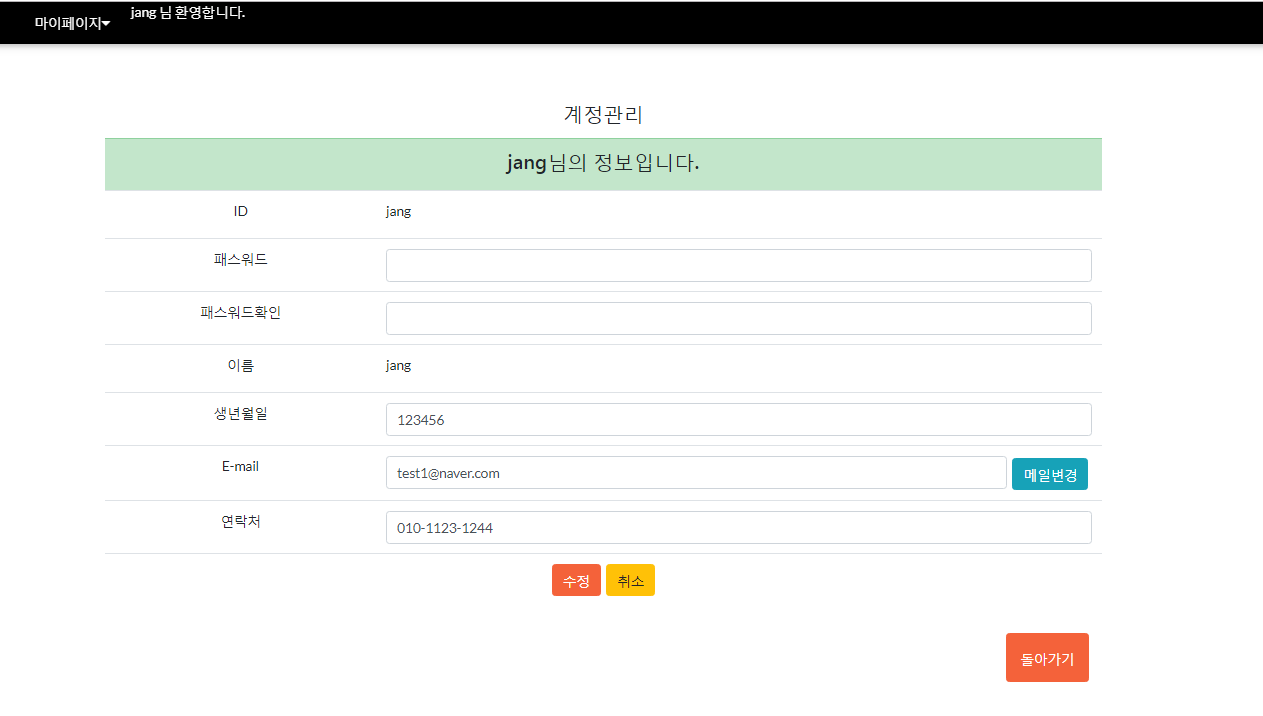 마이페이지
jang 님 환영합니다.
계정관리
jang님의 정보입니다.
ID jang
패스워드
패스워드확인
이름 jang
생년월일 123456
E-mail test1@naver.com 메일변경
연락처 010-1123-1244
수정 취소
돌아가기